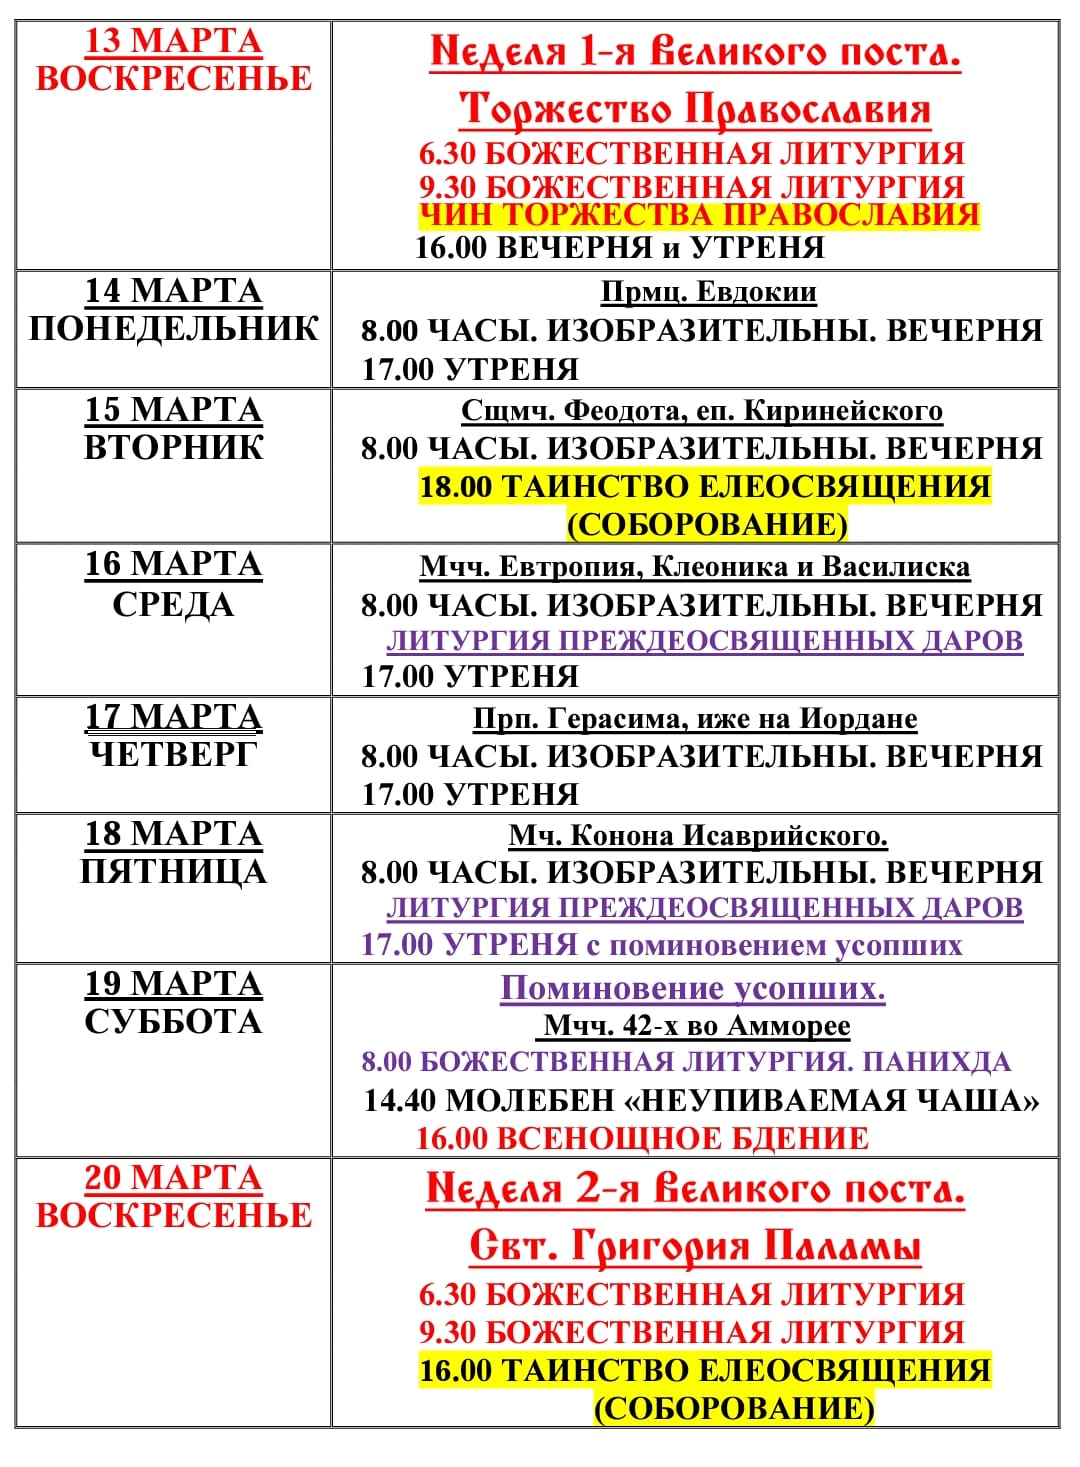 13 МАРТА
ВОСКРЕСЕНЬЕ
Неделя 1-я Великого поста.
Торжество Православия
6.30 БОЖЕСТВЕННАЯ ЛИТУРГИЯ
9.30 БОЖЕСТВЕННАЯ ЛИТУРГИЯ
ЧИН ТОРЖЕСТВА ПРАВОСЛАВИЯ
16.00 ВЕЧЕРНЯ и УТРЕНЯ
14 МАРТА
ПОНЕДЕЛЬНИК
Прмц. Евдокии
8.00 ЧАСЫ. ИЗОБРАЗИТЕЛЬНЫ. ВЕЧЕРНЯ
17.00 УТРЕНЯ
15 МАРТА
ВТОРНИК
Сщмч. Феодота, еп. Киринейского
8.00 ЧАСЫ. ИЗОБРАЗИТЕЛЬНЫ. ВЕЧЕРНЯ
18.00 ТАИНСТВО ЕЛЕОСВЯЩЕНИЯ
(СОБОРОВАНИЕ)
16 МАРТА
СРЕДА
Мчч. Евтропия, Клеоника и Василиска
8.00 ЧАСЫ. ИЗОБРАЗИТЕЛЬНЫ. ВЕЧЕРНЯ
ЛИТУРГИЯ ПРЕЖДЕОСВЯЩЕННЫХ ДАРОВ
17.00 УТРЕНЯ
17 МАРТА
ЧЕТВЕРГ
Прп. Герасима, иже на Иордане
8.00 ЧАСЫ. ИЗОБРАЗИТЕЛЬНЫ. ВЕЧЕРНЯ
17.00 УТРЕНЯ
18 МАРТА
ПЯТНИЦА
Мч. Конона Исаврийского.
8.00 ЧАСЫ. ИЗОБРАЗИТЕЛЬНЫ. ВЕЧЕРНЯ
ЛИТУРГИЯ ПРЕЖДЕОСВЯЩЕННЫХ ДАРОВ
17.00 УТРЕНЯ с поминовением усопших
19 МАРТА
СУББОТА
Поминовение усопших.
Мчч. 42-х во Амморее
8.00 БОЖЕСТВЕННАЯ ЛИТУРГИЯ. ПАНИХДА
14.40 МОЛЕБЕН «НЕУПИВАЕМАЯ ЧАША»
16.00 ВСЕНОЩНОЕ БДЕНИЕ
20 МАРТА
ВОСКРЕСЕНЬЕ
Неделя 2-я Великого поста.
Свт. Григория Паламы
6.30 БОЖЕСТВЕННАЯ ЛИТУРГИЯ
9.30 БОЖЕСТВЕННАЯ ЛИТУРГИЯ
16.00 ТАИНСТВО ЕЛЕОСВЯЩЕНИЯ
(СОБОРОВАНИЕ)